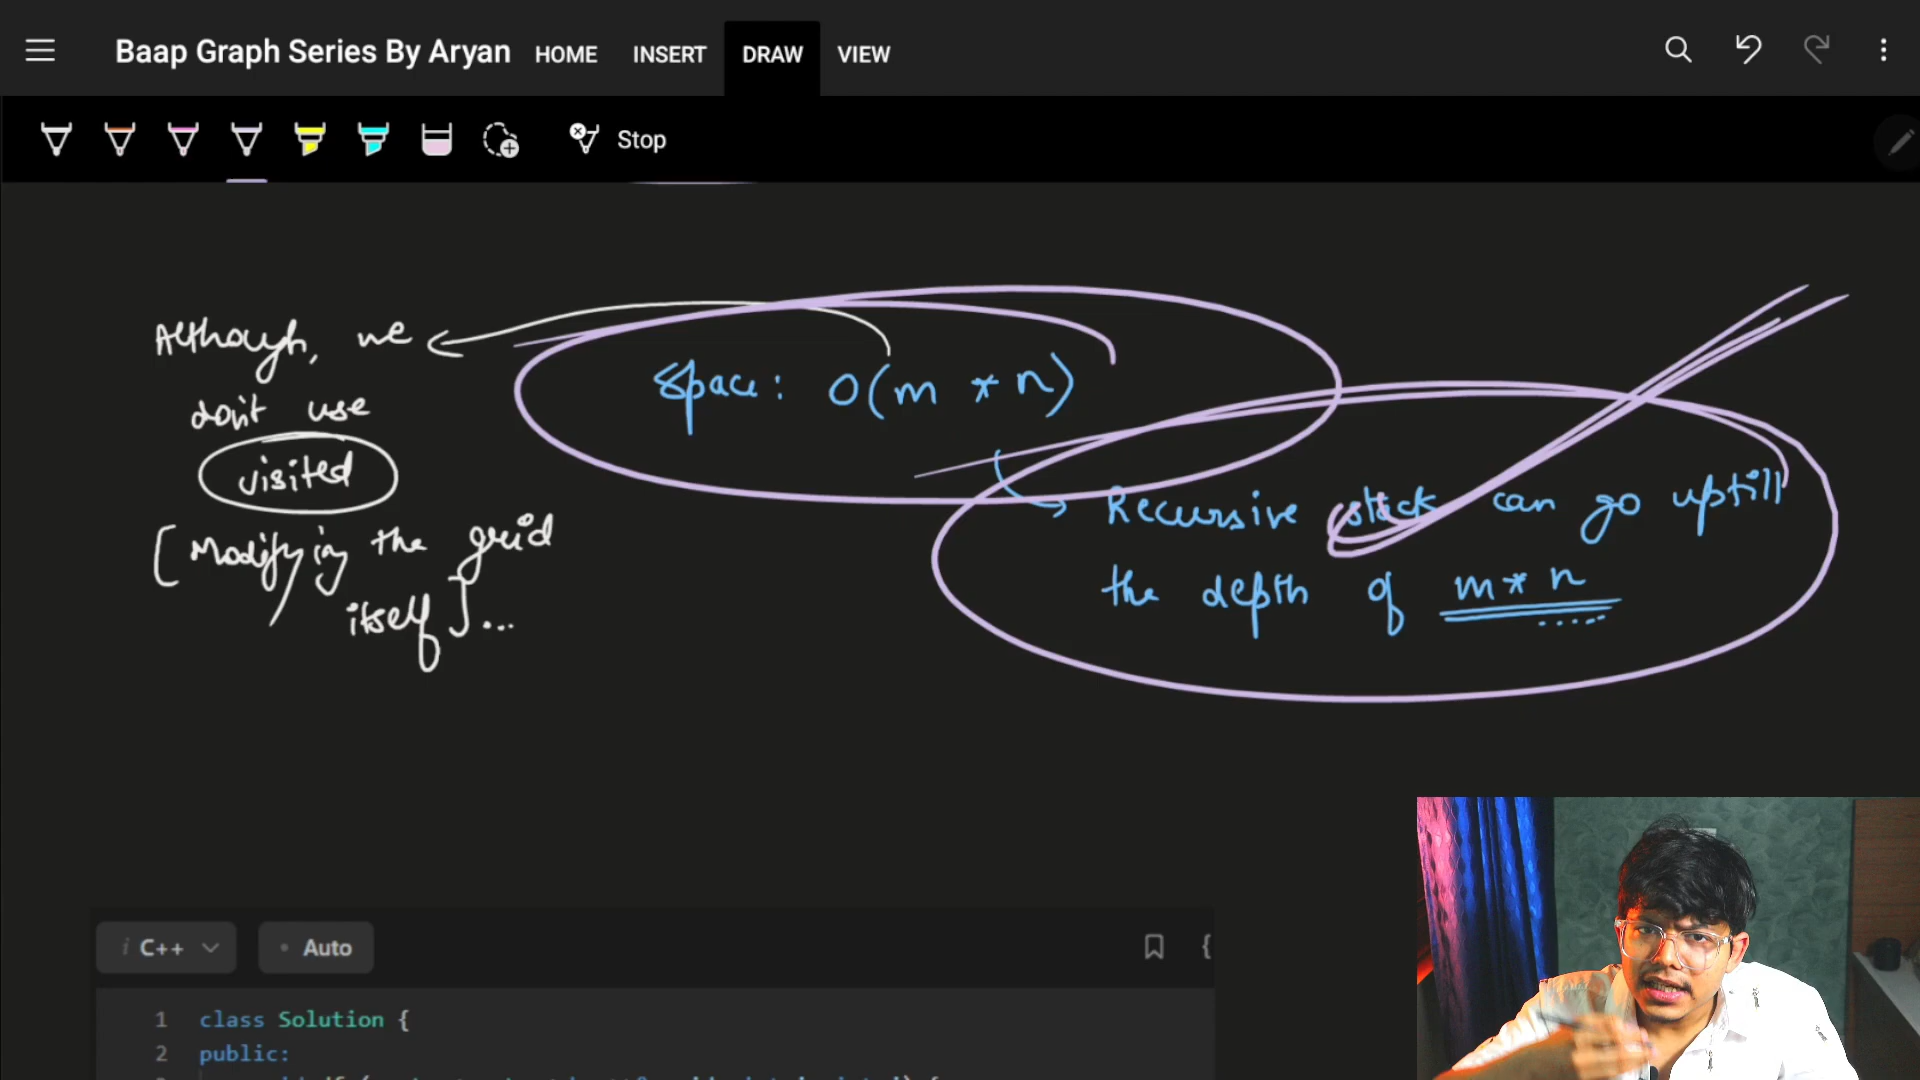 Baap Graph Series By Aryan HOME INSERT DRAW VIEW
Stop
Although, we
don't use
visited
[Modifying the grid
itself]...
Space: O(m * n)
Recursive stack can go uptill
the depth of m * n
i C++ Auto {
1 class Solution {
2 public: